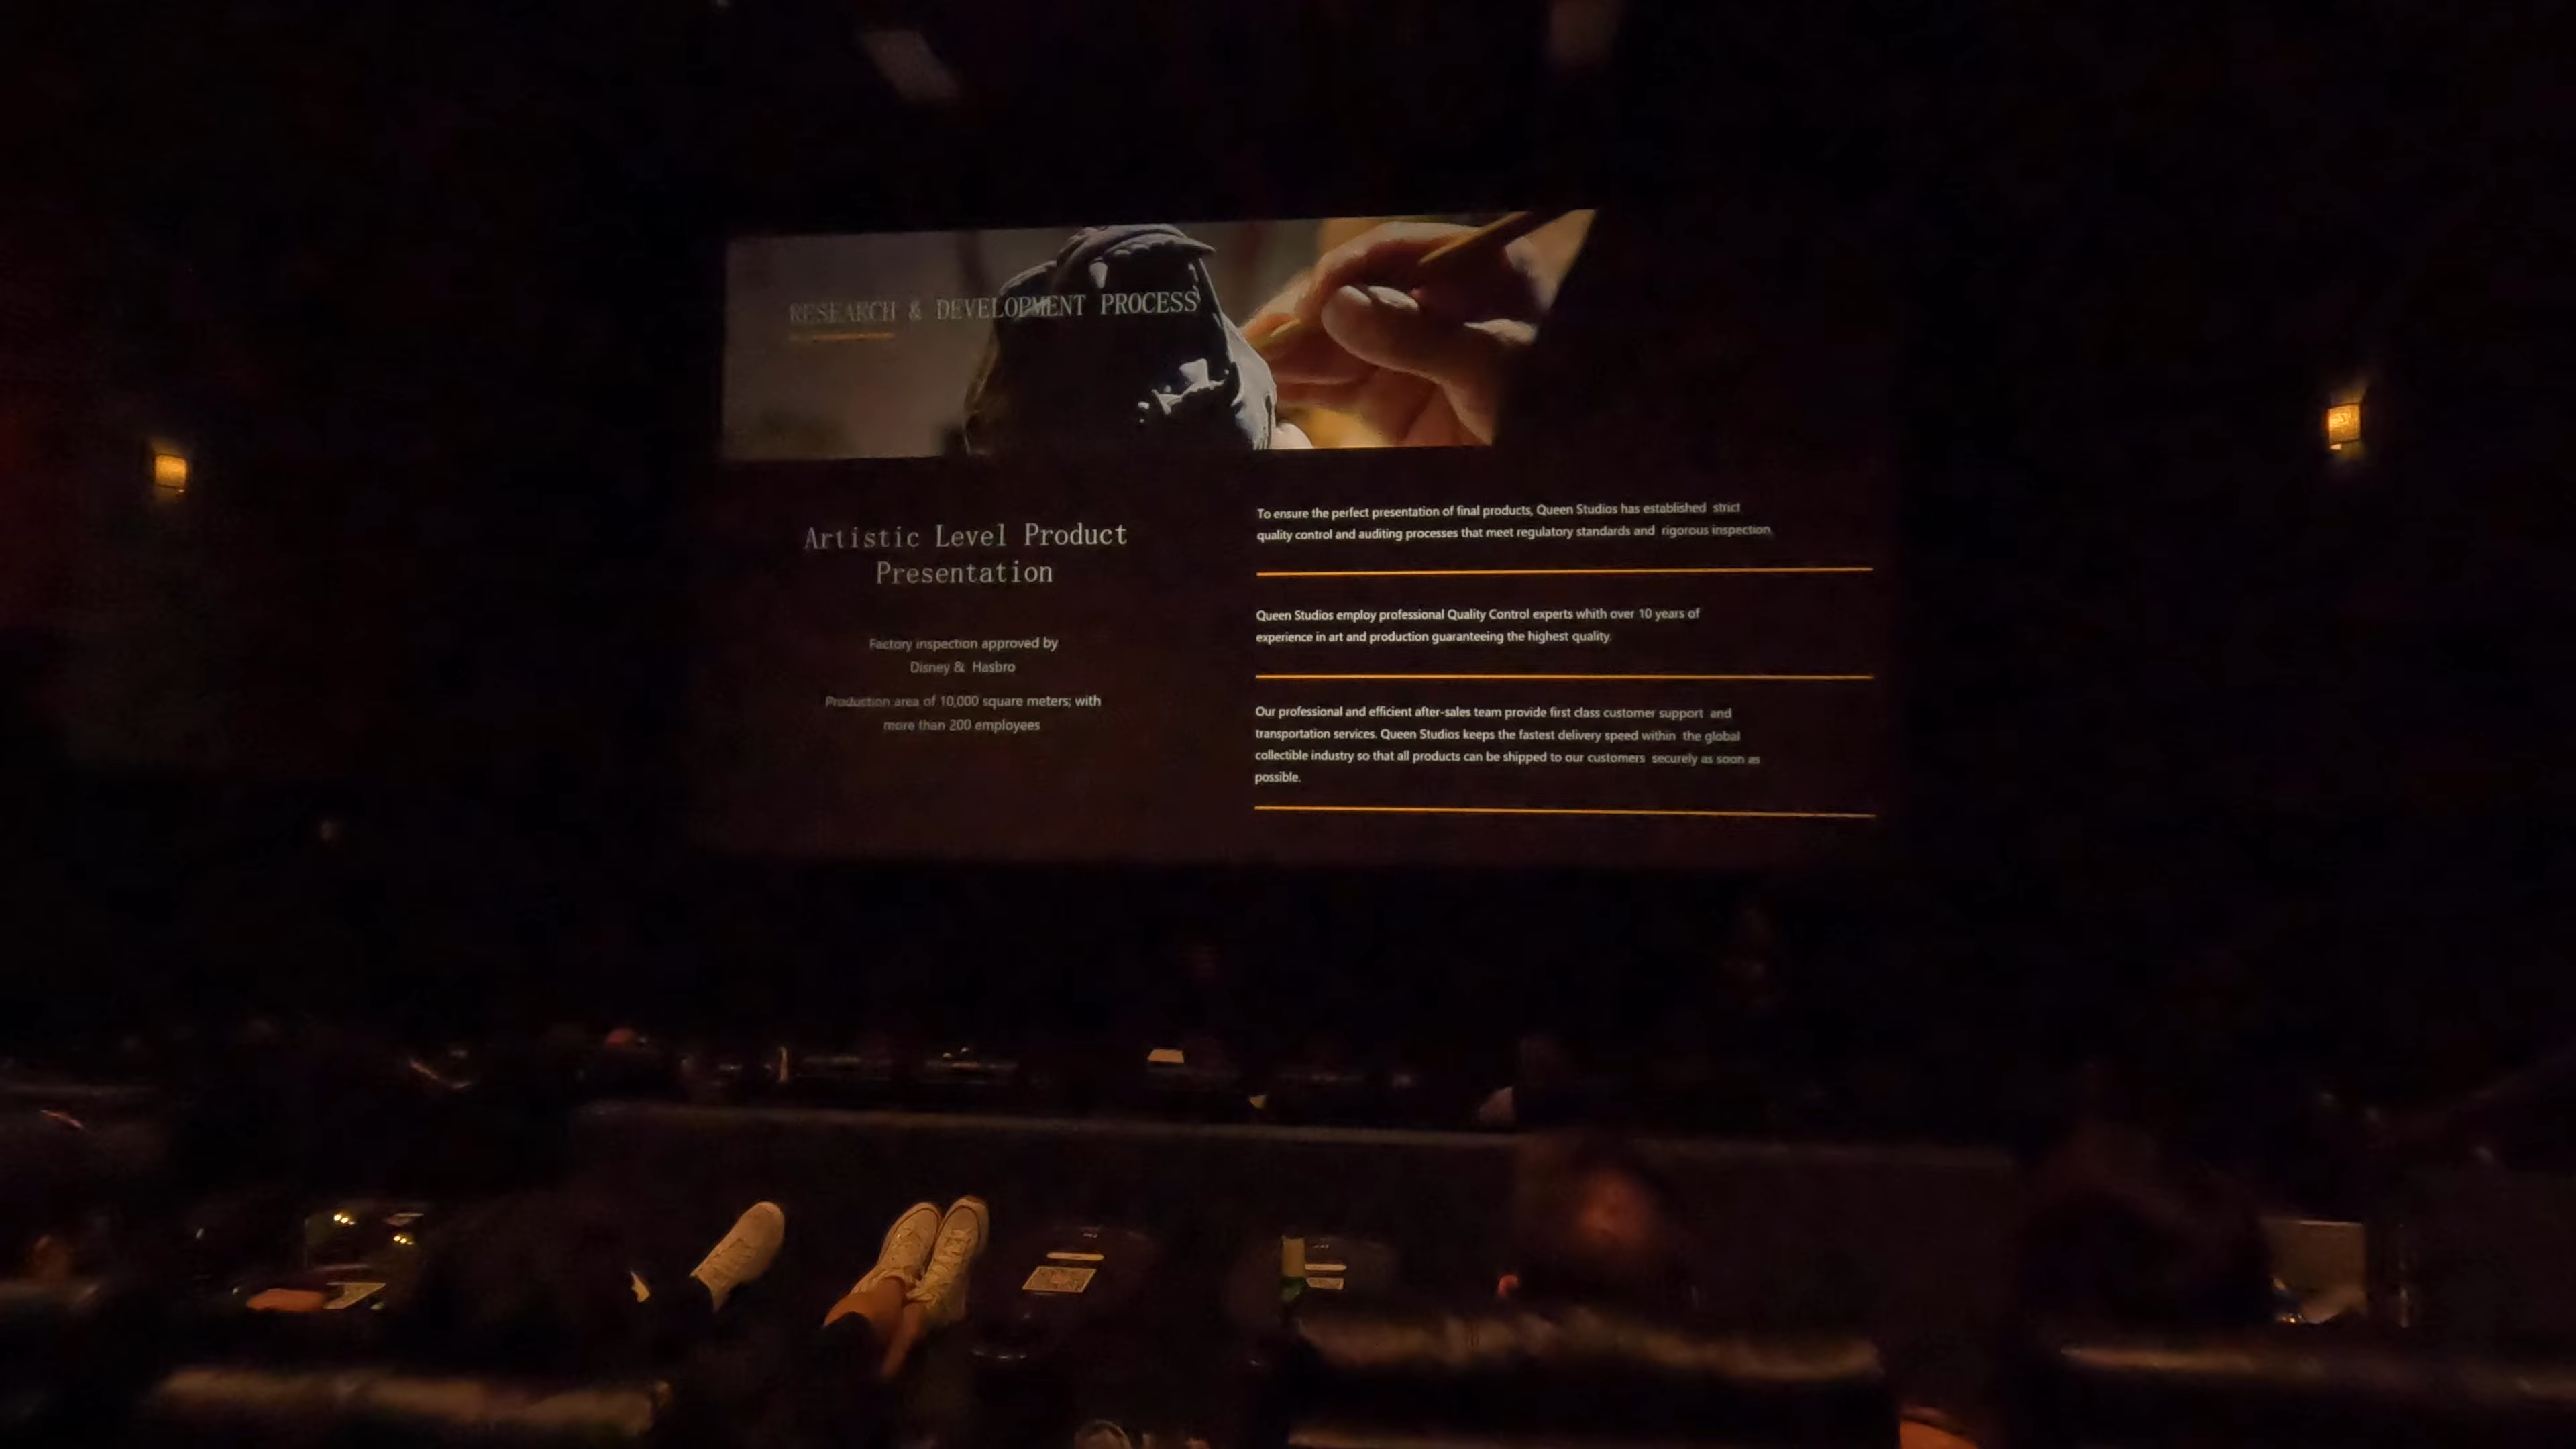 RESEARCH & DEVELOPMENT PROCESS
Artistic Level Product
Presentation
Factory inspection approved by
Disney & Hasbro
Production area of 10,000 square meters; with
more than 200 employees
To ensure the perfect presentation of final products, Queen Studios has established strict
quality control and auditing processes that meet regulatory standards and rigorous inspection.
Queen Studios employ professional Quality Control experts whith over 10 years of
experience in art and production guaranteeing the highest quality.
Our professional and efficient after-sales team provide first class customer support and
transportation services. Queen Studios keeps the fastest delivery speed within the global
collectible industry so that all products can be shipped to our customers securely as soon as
possible.